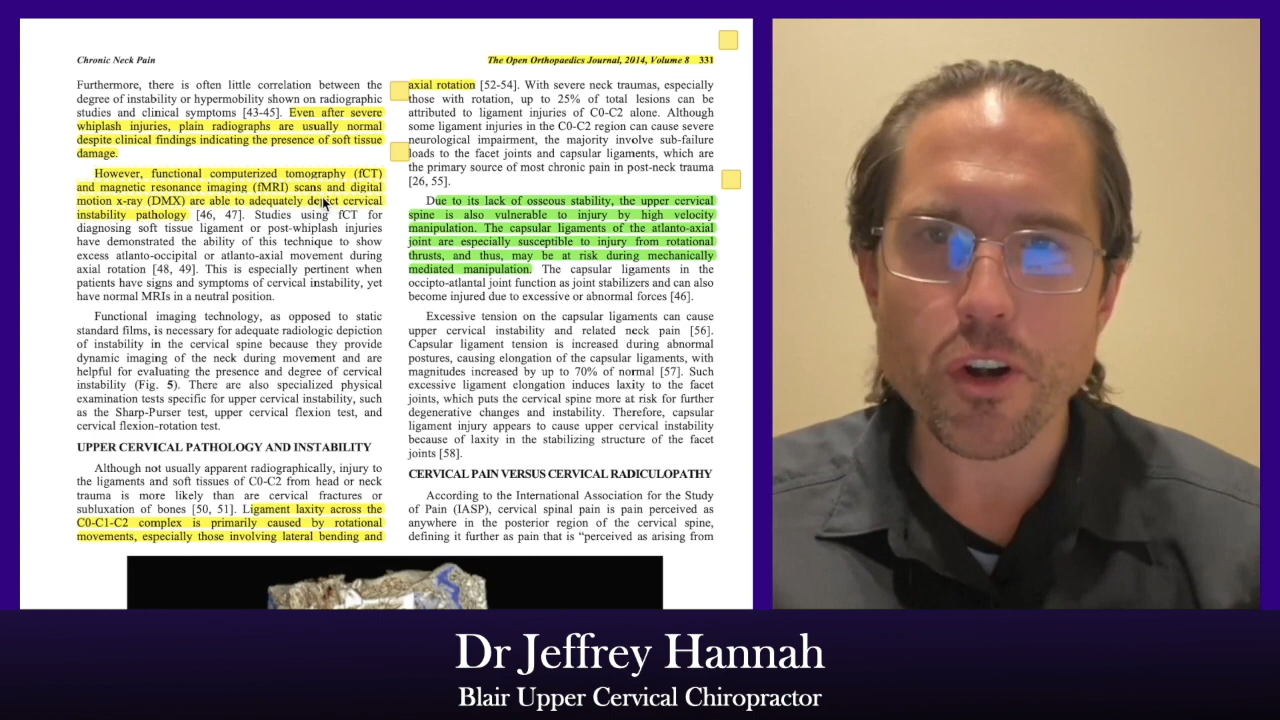 Chronic Neck Pain
The Open Orthopaedics Journal, 2014, Volume 8 331
Furthermore, there is often little correlation between the
degree of instability or hypermobility shown on radiographic
studies and clinical symptoms [43-45]. Even after severe
whiplash injuries, plain radiographs are usually normal
despite clinical findings indicating the presence of soft tissue
damage.
However, functional computerized tomography (fCT)
and magnetic resonance imaging (fMRI) scans and digital
motion x-ray (DMX) are able to adequately depict cervical
instability pathology [46, 47]. Studies using fCT for
diagnosing soft tissue ligament or post-whiplash injuries
have demonstrated the ability of this technique to show
excess atlanto-occipital or atlanto-axial movement during
axial rotation [48, 49]. This is especially pertinent when
patients have signs and symptoms of cervical instability, yet
have normal MRIs in a neutral position.
Functional imaging technology, as opposed to static
standard films, is necessary for adequate radiologic depiction
of instability in the cervical spine because they provide
dynamic imaging of the neck during movement and are
helpful for evaluating the presence and degree of cervical
instability (Fig. 5). There are also specialized physical
examination tests specific for upper cervical instability, such
as the Sharp-Purser test, upper cervical flexion test, and
cervical flexion-rotation test.
UPPER CERVICAL PATHOLOGY AND INSTABILITY
Although not usually apparent radiographically, injury to
the ligaments and soft tissues of C0-C2 from head or neck
trauma is more likely than are cervical fractures or
subluxation of bones [50, 51]. Ligament laxity across the
C0-C1-C2 complex is primarily caused by rotational
movements, especially those involving lateral bending and
axial rotation [52-54]. With severe neck traumas, especially
those with rotation, up to 25% of total lesions can be
attributed to ligament injuries of C0-C2 alone. Although
some ligament injuries in the C0-C2 region can cause severe
neurological impairment, the majority involve sub-failure
loads to the facet joints and capsular ligaments, which are
the primary source of most chronic pain in post-neck trauma
[26, 55].
Due to its lack of osseous stability, the upper cervical
spine is also vulnerable to injury by high velocity
manipulation. The capsular ligaments of the atlanto-axial
joint are especially susceptible to injury from rotational
thrusts, and thus, may be at risk during mechanically
mediated manipulation. The capsular ligaments in the
occipto-atlantal joint function as joint stabilizers and can also
become injured due to excessive or abnormal forces [46].
Excessive tension on the capsular ligaments can cause
upper cervical instability and related neck pain [56].
Capsular ligament tension is increased during abnormal
postures, causing elongation of the capsular ligaments, with
magnitudes increased by up to 70% of normal [57]. Such
excessive ligament elongation induces laxity to the facet
joints, which puts the cervical spine more at risk for further
degenerative changes and instability. Therefore, capsular
ligament injury appears to cause upper cervical instability
because of laxity in the stabilizing structure of the facet
joints [58].
CERVICAL PAIN VERSUS CERVICAL RADICULOPATHY
According to the International Association for the Study
of Pain (IASP), cervical spinal pain is pain perceived as
anywhere in the posterior region of the cervical spine,
defining it further as pain that is “perceived as arising from
Dr Jeffrey Hannah
Blair Upper Cervical Chiropractor